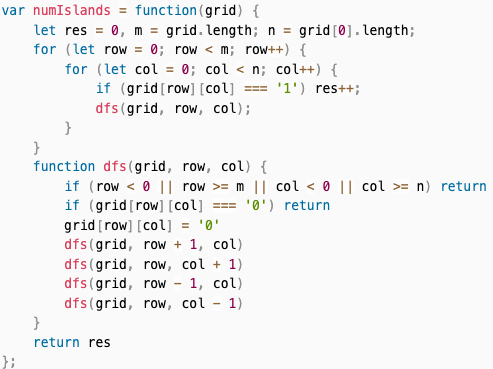 var numIslands = function(grid) {
    let res = 0, m = grid.length; n = grid[0].length;
    for (let row = 0; row < m; row++) {
        for (let col = 0; col < n; col++) {
            if (grid[row][col] === '1') res++;
            dfs(grid, row, col);
        }
    }
    function dfs(grid, row, col) {
        if (row < 0 || row >= m || col < 0 || col >= n) return
        if (grid[row][col] === '0') return
        grid[row][col] = '0'
        dfs(grid, row + 1, col)
        dfs(grid, row, col + 1)
        dfs(grid, row - 1, col)
        dfs(grid, row, col - 1)
    }
    return res
};